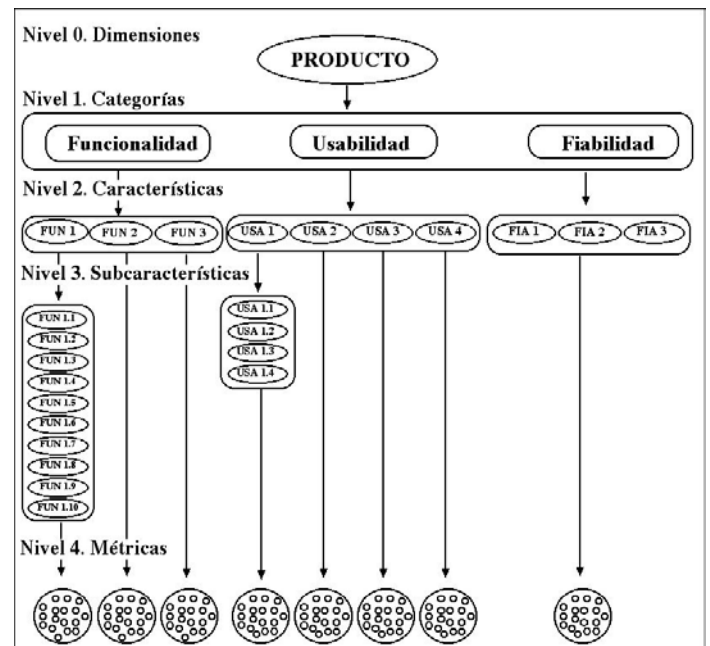 Nivel 0. Dimensiones
PRODUCTO
Nivel 1. Categorías
Funcionalidad Usabilidad Fiabilidad
Nivel 2. Características
FUN 1 FUN 2 FUN 3 USA 1 USA 2 USA 3 USA 4 FIA 1 FIA 2 FIA 3
Nivel 3. Subcaracterísticas
FUN 1.1
FUN 1.2
FUN 1.3
FUN 1.4
FUN 1.5
FUN 1.6
FUN 1.7
FUN 1.8
FUN 1.9
FUN 1.10
USA 1.1
USA 1.2
USA 1.3
USA 1.4
Nivel 4. Métricas